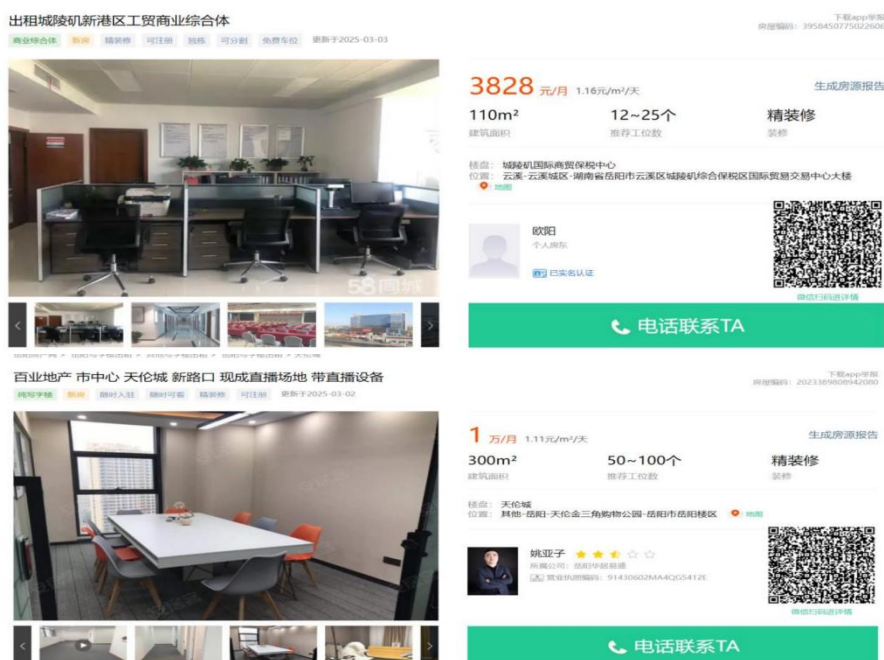 出租城陵矶新港区工贸商业综合体
下载app举报
商业综合体 新房 精装修 可注册 独栋 可分割 免费车位 更新于2025-03-03
3828 元/月 1.16元/m²/天
生成房源报告
110m² 12~25个 精装修
建筑面积 推荐工位数 装修
楼盘: 城陵矶国际商贸保税中心
位置: 云溪-云溪城区-湖南省岳阳市云溪区城陵矶综合保税区国际贸易交易中心大楼
地图
欧阳
个人房东
已实名认证
58同城
微信扫码进详情
电话联系TA
百业地产 市中心 天伦城 新路口 现成直播场地 带直播设备
下载app举报
房屋编码: 2023389808942080
纯写字楼 新房 随时入驻 随时可看 精装修 可注册 更新于2025-03-02
1 万/月 1.11元/m²/天
生成房源报告
300m² 50~100个 精装修
建筑面积 推荐工位数 装修
楼盘: 天伦城
位置: 其他-岳阳-天伦金三角购物公园-岳阳市岳阳楼区 地图
姚亚子
所属公司: 岳阳华居易通
营业执照编码: 91430602MA4QG5412E
微信扫码进详情
电话联系TA